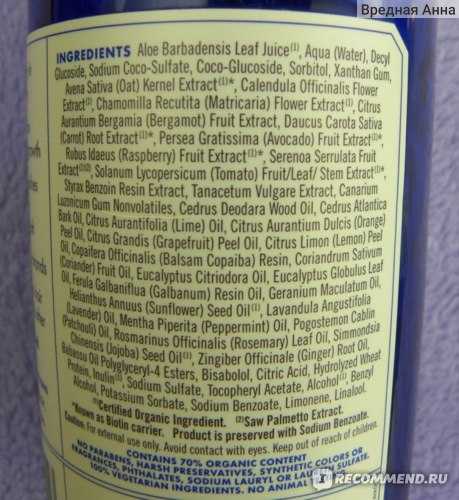 Вредная Анна
INGREDIENTS Aloe Barbadensis Leaf Juice(1), Aqua (Water), Decyl
Glucoside, Sodium Coco-Sulfate, Coco-Glucoside, Sorbitol, Xanthan Gum,
Avena Sativa (Oat) Kernel Extract(1)*, Calendula Officinalis Flower
Extract(1), Chamomilla Recutita (Matricaria) Flower Extract(1), Citrus
Aurantium Bergamia (Bergamot) Fruit Extract, Daucus Carota Sativa
(Carrot) Root Extract(1)*, Persea Gratissima (Avocado) Fruit Extract(1)*,
Rubus Idaeus (Raspberry) Fruit Extract(1)*, Serenoa Serrulata Fruit
Extract(1)(2), Solanum Lycopersicum (Tomato) Fruit/Leaf/ Stem Extract(1)*,
Styrax Benzoin Resin Extract, Tanacetum Vulgare Extract, Canarium
Luzonicum Gum Nonvolatiles, Cedrus Deodara Wood Oil, Cedrus Atlantica
Bark Oil, Citrus Aurantifolia (Lime) Oil, Citrus Aurantium Dulcis (Orange)
Peel Oil, Citrus Grandis (Grapefruit) Peel Oil, Citrus Limon (Lemon) Peel
Oil, Copaifera Officinalis (Balsam Copaiba) Resin, Coriandrum Sativum
(Coriander) Fruit Oil, Eucalyptus Citriodora Oil, Eucalyptus Globulus Leaf
Oil, Ferula Galbaniflua (Galbanum) Resin Oil, Geranium Maculatum Oil,
Helianthus Annuus (Sunflower) Seed Oil(1), Lavandula Angustifolia
(Lavender) Oil, Mentha Piperita (Peppermint) Oil, Pogostemon Cablin
(Patchouli) Oil, Rosmarinus Officinalis (Rosemary) Leaf Oil, Simmondsia
Chinensis (Jojoba) Seed Oil(1), Zingiber Officinale (Ginger) Root Oil,
Babassu Oil Polyglyceryl-4 Esters, Bisabolol, Citric Acid, Hydrolyzed Wheat
Protein, Inulin(1), Sodium Sulfate, Tocopheryl Acetate, Alcohol(1), Benzyl
Alcohol, Potassium Sorbate, Sodium Benzoate, Limonene, Linalool.
(1)Certified Organic Ingredient. (2)Saw Palmetto Extract.
*Known as Biotin carrier. Product is preserved with Sodium Benzoate.
Caution: For external use only. Avoid contact with eyes. Keep out of reach of children.
CONTAINS 70% ORGANIC CONTENT
NO PARABENS, HARSH PRESERVATIVES, SYNTHETIC COLORS OR
FRAGRANCES, PHTHALATES, SODIUM LAURYL OR LAURETH SULFATE.
100% VEGETARIAN INGREDIENTS. NO ANIMAL
IRECOMMEND.RU